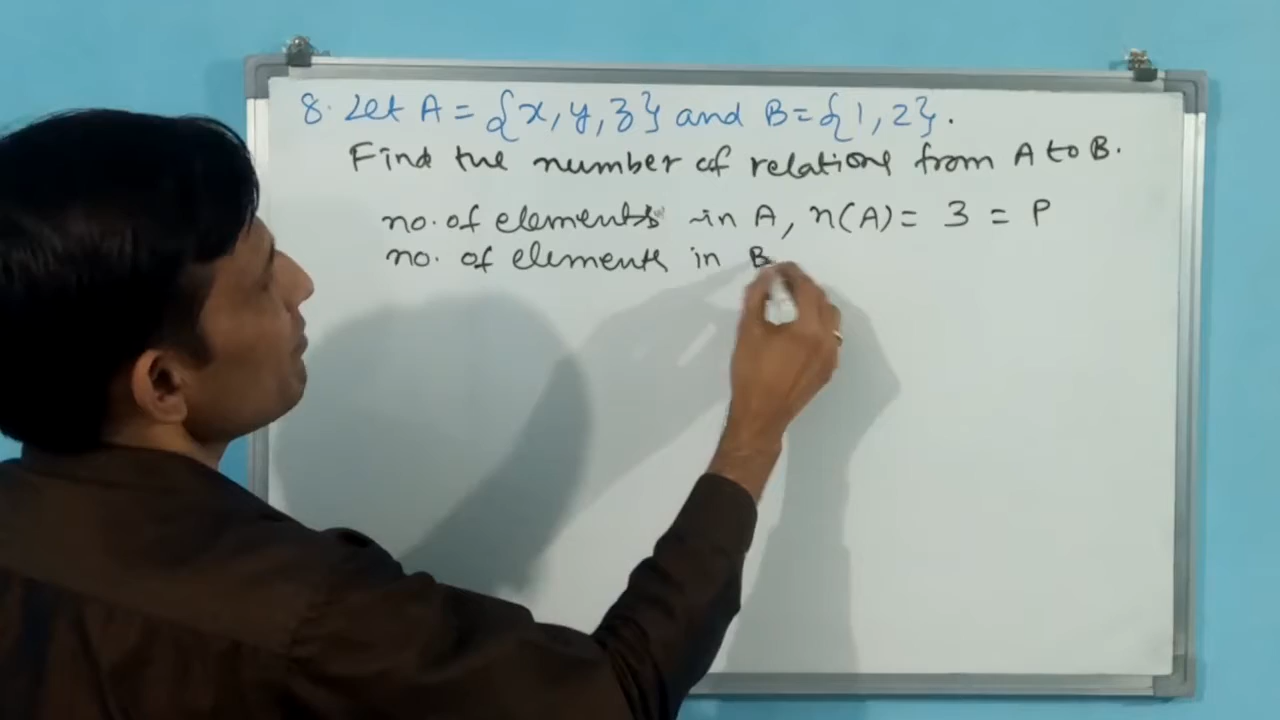 8. Let A = {x, y, z} and B = {1, 2}.
Find the number of relations from A to B.
no. of elements in A, n(A) = 3 = P
no. of elements in B